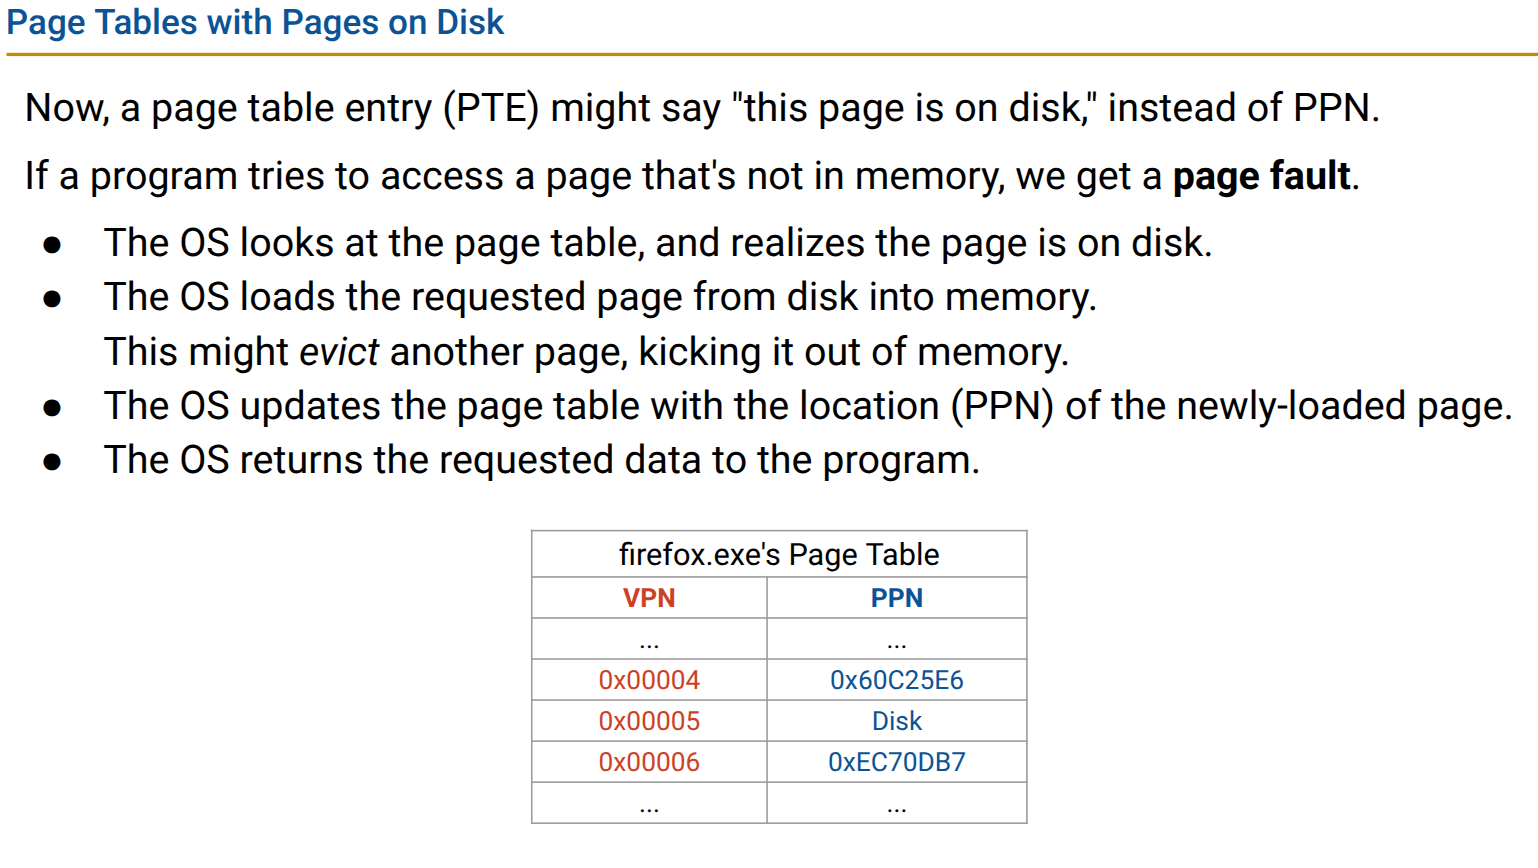 Page Tables with Pages on Disk
Now, a page table entry (PTE) might say "this page is on disk," instead of PPN.
If a program tries to access a page that's not in memory, we get a page fault.
● The OS looks at the page table, and realizes the page is on disk.
● The OS loads the requested page from disk into memory.
This might evict another page, kicking it out of memory.
● The OS updates the page table with the location (PPN) of the newly-loaded page.
● The OS returns the requested data to the program.
firefox.exe's Page Table
VPN PPN
... ...
0x00004 0x60C25E6
0x00005 Disk
0x00006 0xEC70DB7
... ...